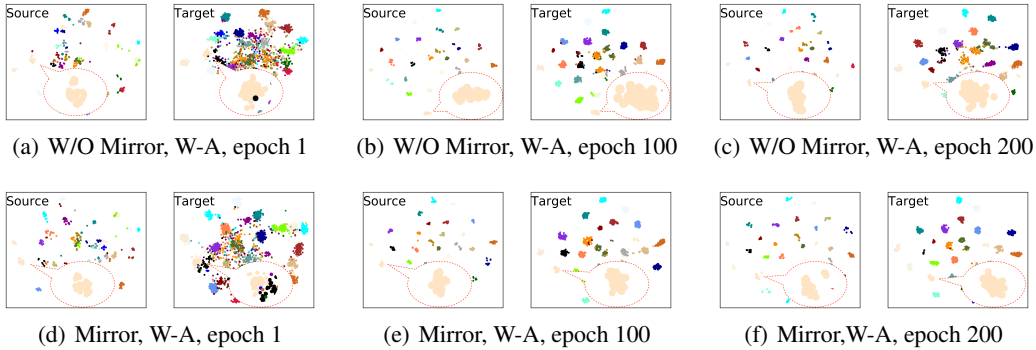 Source Target Source Target Source Target
(a) W/O Mirror, W-A, epoch 1 (b) W/O Mirror, W-A, epoch 100 (c) W/O Mirror, W-A, epoch 200
Source Target Source Target Source Target
(d) Mirror, W-A, epoch 1 (e) Mirror, W-A, epoch 100 (f) Mirror,W-A, epoch 200